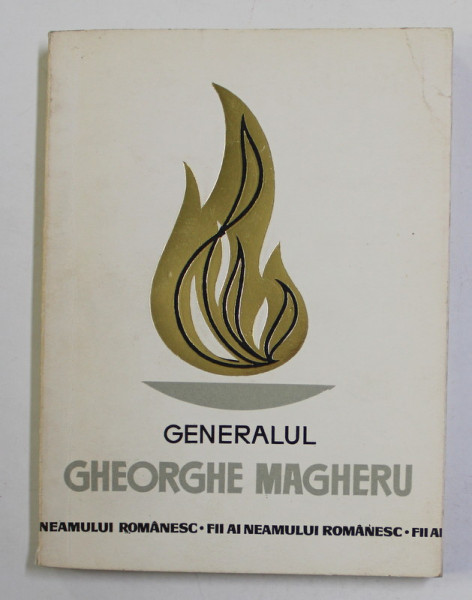 GENERALUL
GHEORGHE MAGHERU
NEAMULUI ROMÂNESC • FII AI NEAMULUI ROMÂNESC • FII AI